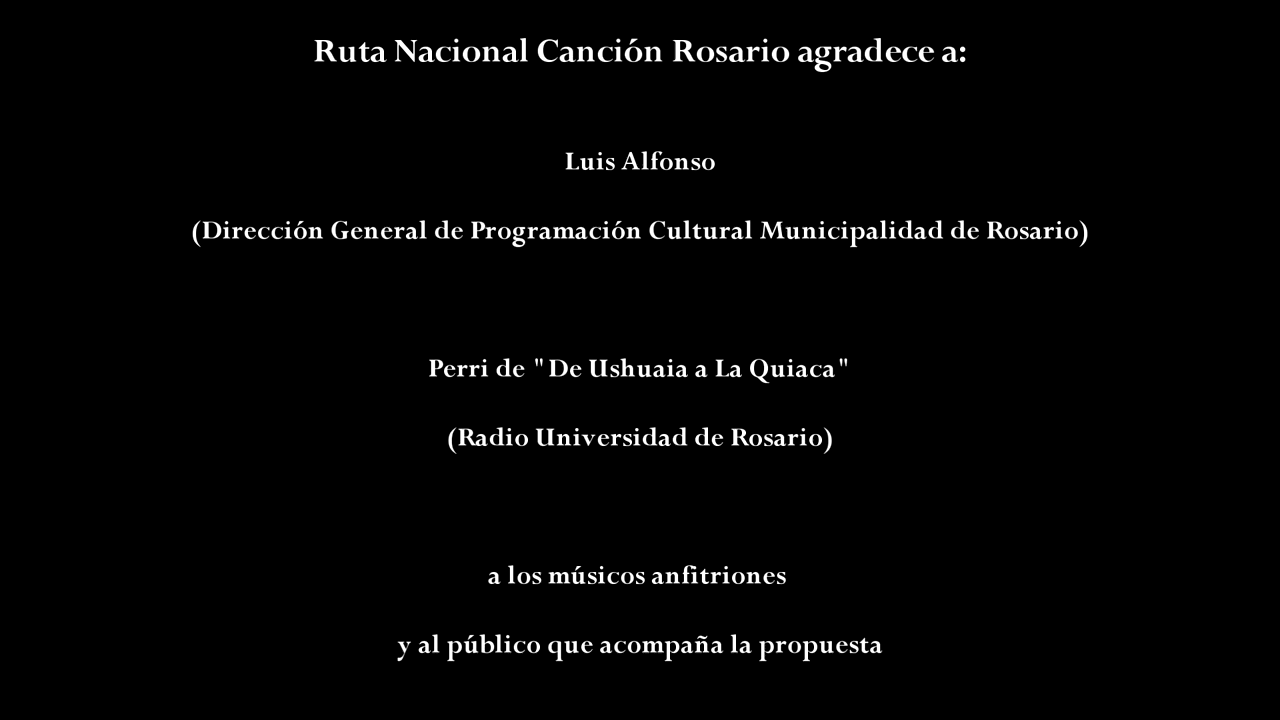 Ruta Nacional Canción Rosario agradece a:
Luis Alfonso
(Dirección General de Programación Cultural Municipalidad de Rosario)
Perri de "De Ushuaia a La Quiaca"
(Radio Universidad de Rosario)
a los músicos anfitriones
y al público que acompaña la propuesta